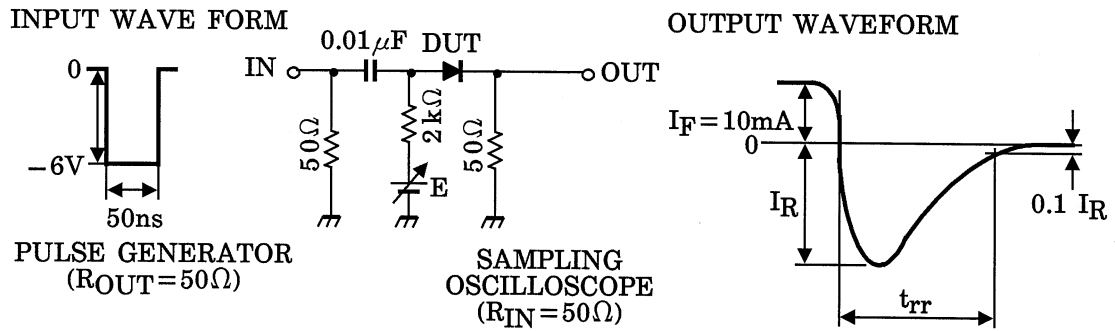 INPUT WAVE FORM
0
−6V
50ns
PULSE GENERATOR
(ROUT=50Ω)
0.01μF DUT
IN
OUT
50Ω
2kΩ
E
50Ω
SAMPLING
OSCILLOSCOPE
(RIN=50Ω)
OUTPUT WAVEFORM
IF=10mA
0
IR
0.1 IR
trr